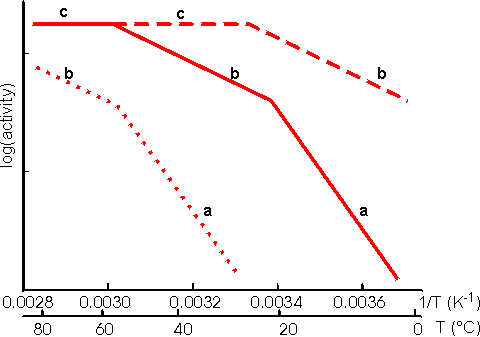 c c
b b b
log(activity)
a a
0.0028 0.0030 0.0032 0.0034 0.0036 1/T (K⁻¹)
80 60 40 20 0 T (°C)